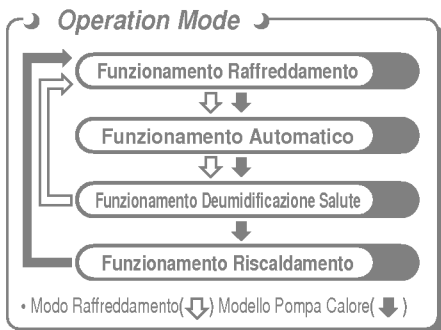 Operation Mode
Funzionamento Raffreddamento
Funzionamento Automatico
Funzionamento Deumidificazione Salute
Funzionamento Riscaldamento
• Modo Raffreddamento( ) Modello Pompa Calore( )